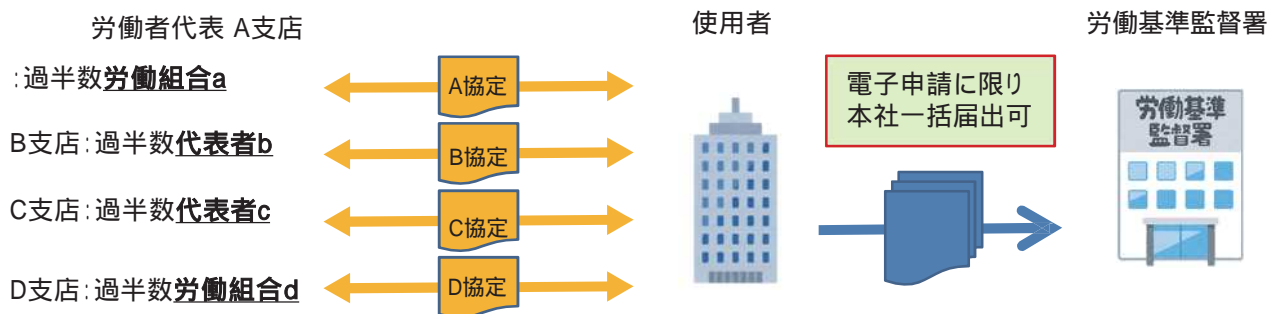 労働者代表 A支店
使用者
労働基準監督署
:過半数労働組合a
A協定
電子申請に限り
本社一括届出可
労働基準
監督署
B支店:過半数代表者b
B協定
C支店:過半数代表者c
C協定
D支店:過半数労働組合d
D協定